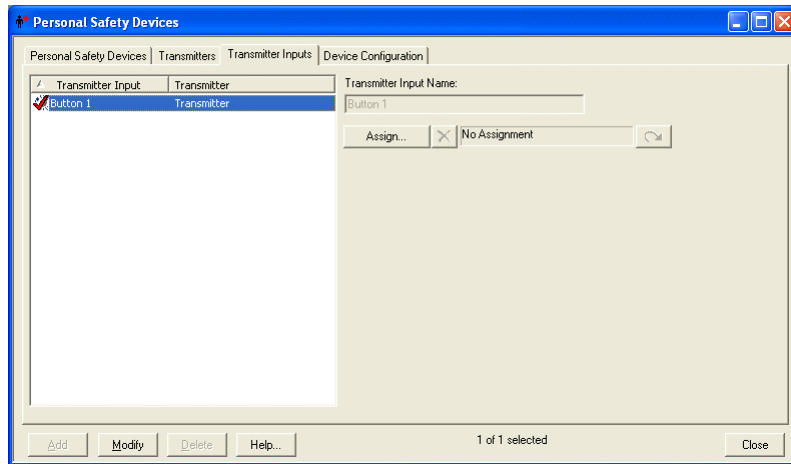 Personal Safety Devices
Personal Safety Devices Transmitters Transmitter Inputs Device Configuration
Transmitter Input Transmitter
Button 1 Transmitter
Transmitter Input Name:
Button 1
Assign... No Assignment
Add Modify Delete Help... 1 of 1 selected Close